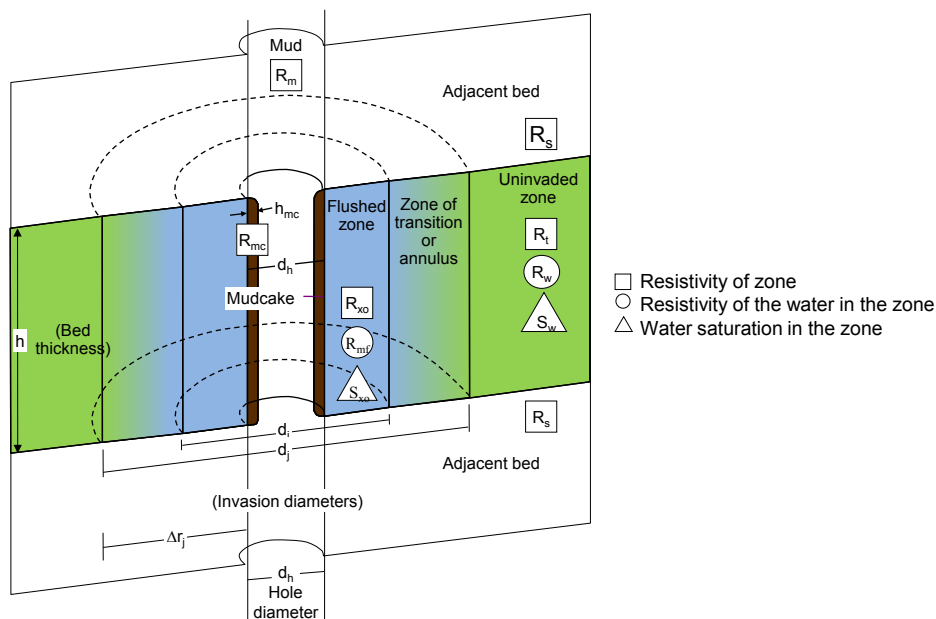 Mud
Rm
Adjacent bed
Rs
Uninvaded
zone
Flushed
zone
Zone of
transition
or
annulus
hmc
Rmc
dh
Mudcake
Rt
Rw
Sw
Rxo
Rmf
Sxo
(Bed
thickness)
h
Resistivity of zone
Resistivity of the water in the zone
Water saturation in the zone
di
dj
Rs
Adjacent bed
(Invasion diameters)
Δrj
dh
Hole
diameter